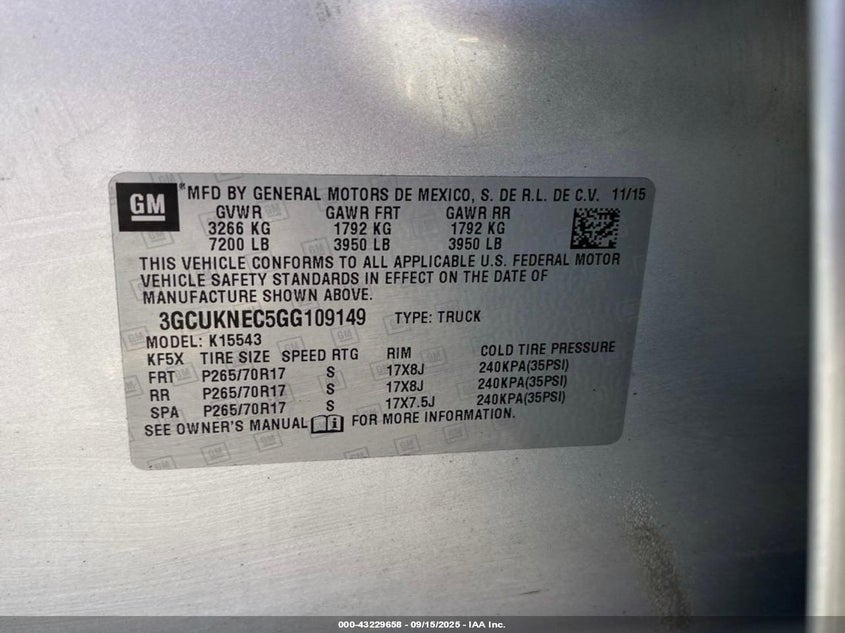 GM
®MFD BY GENERAL MOTORS DE MEXICO, S. DE R.L. DE C.V. 11/15
GVWR GAWR FRT GAWR RR
3266 KG 1792 KG 1792 KG
7200 LB 3950 LB 3950 LB
THIS VEHICLE CONFORMS TO ALL APPLICABLE U.S. FEDERAL MOTOR
VEHICLE SAFETY STANDARDS IN EFFECT ON THE DATE OF
MANUFACTURE SHOWN ABOVE.
3GCUKNEC5GG109149 TYPE: TRUCK
MODEL: K15543
KF5X TIRE SIZE SPEED RTG RIM COLD TIRE PRESSURE
FRT P265/70R17 S 17X8J 240KPA(35PSI)
RR P265/70R17 S 17X8J 240KPA(35PSI)
SPA P265/70R17 S 17X7.5J 240KPA(35PSI)
SEE OWNER'S MANUAL FOR MORE INFORMATION.
000-43229658 - 09/15/2025 - IAA Inc.